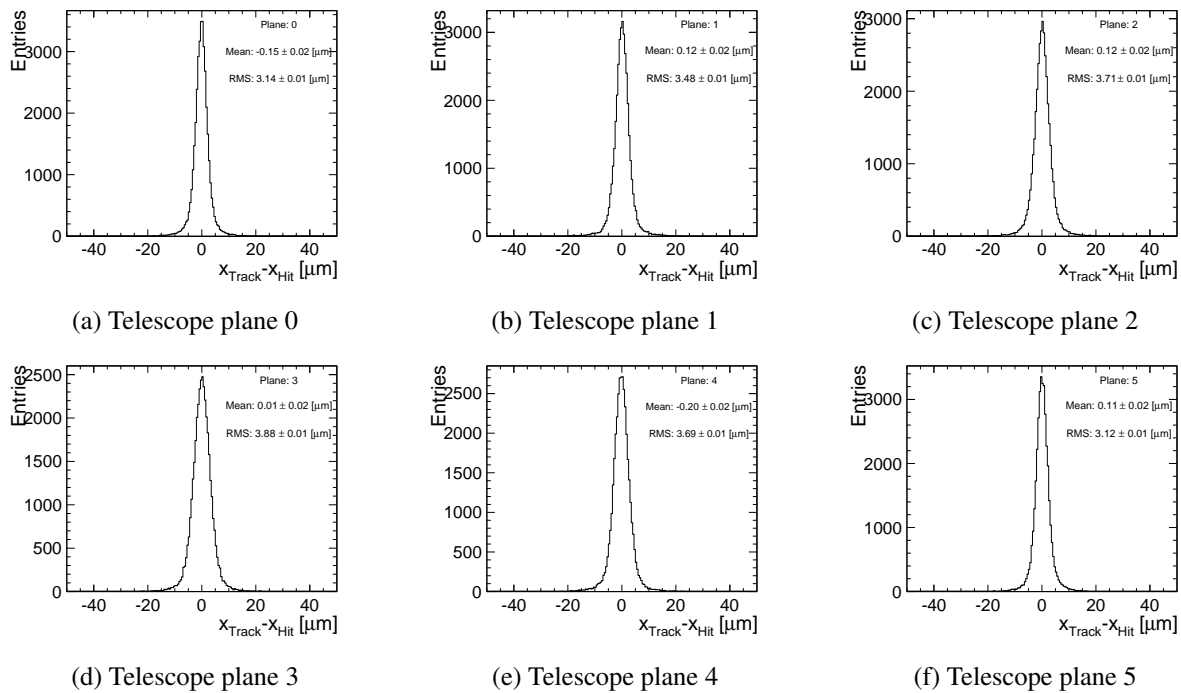 Entries
3000
2000
1000
0
Plane: 0
Mean: -0.15 ± 0.02 [μm]
RMS: 3.14 ± 0.01 [μm]
-40 -20 0 20 40
x_Track-x_Hit [μm]
(a) Telescope plane 0
Entries
3000
2000
1000
0
Plane: 1
Mean: 0.12 ± 0.02 [μm]
RMS: 3.48 ± 0.01 [μm]
-40 -20 0 20 40
x_Track-x_Hit [μm]
(b) Telescope plane 1
Entries
3000
2000
1000
0
Plane: 2
Mean: 0.12 ± 0.02 [μm]
RMS: 3.71 ± 0.01 [μm]
-40 -20 0 20 40
x_Track-x_Hit [μm]
(c) Telescope plane 2
Entries
2500
2000
1500
1000
500
0
Plane: 3
Mean: 0.01 ± 0.02 [μm]
RMS: 3.88 ± 0.01 [μm]
-40 -20 0 20 40
x_Track-x_Hit [μm]
(d) Telescope plane 3
Entries
2500
2000
1500
1000
500
0
Plane: 4
Mean: -0.20 ± 0.02 [μm]
RMS: 3.69 ± 0.01 [μm]
-40 -20 0 20 40
x_Track-x_Hit [μm]
(e) Telescope plane 4
Entries
3000
2000
1000
0
Plane: 5
Mean: 0.11 ± 0.02 [μm]
RMS: 3.12 ± 0.01 [μm]
-40 -20 0 20 40
x_Track-x_Hit [μm]
(f) Telescope plane 5